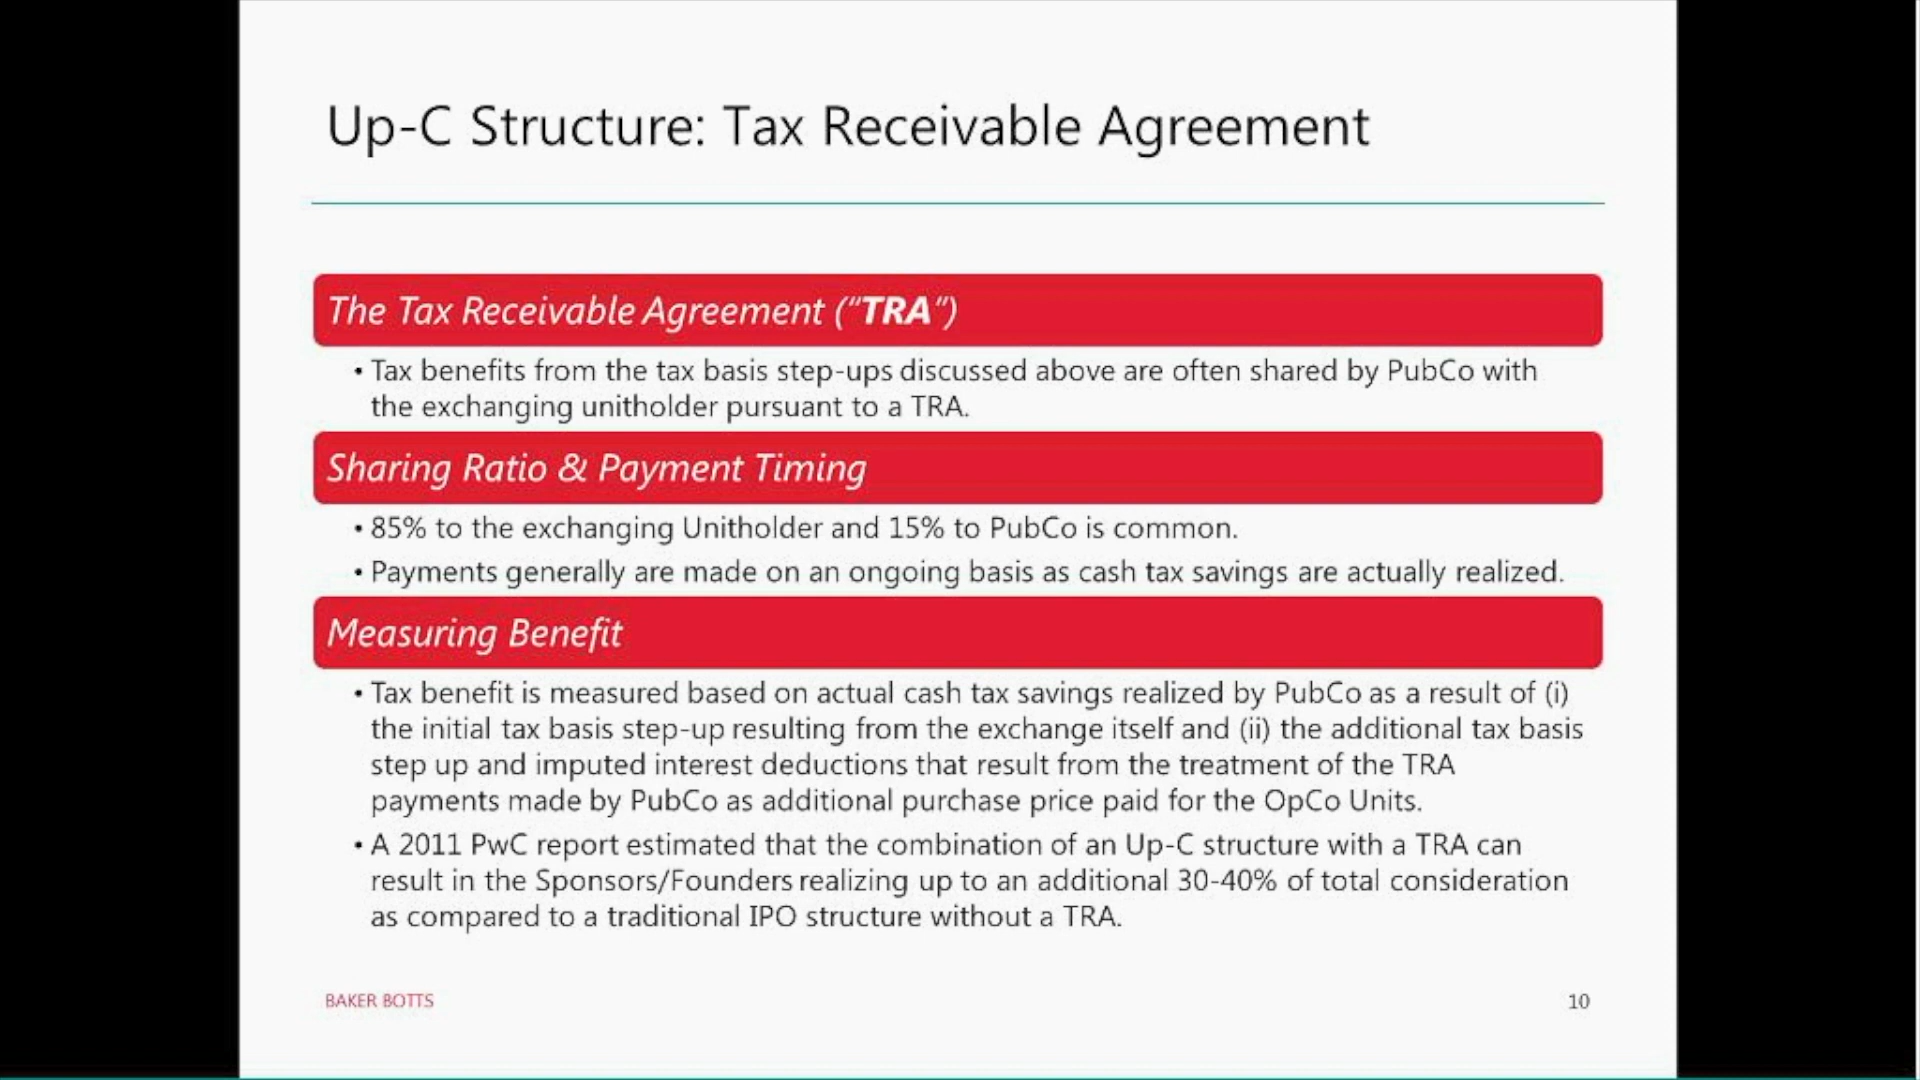 Up-C Structure: Tax Receivable Agreement
The Tax Receivable Agreement (“TRA”)
• Tax benefits from the tax basis step-ups discussed above are often shared by PubCo with
the exchanging unitholder pursuant to a TRA.
Sharing Ratio & Payment Timing
• 85% to the exchanging Unitholder and 15% to PubCo is common.
• Payments generally are made on an ongoing basis as cash tax savings are actually realized.
Measuring Benefit
• Tax benefit is measured based on actual cash tax savings realized by PubCo as a result of (i)
the initial tax basis step-up resulting from the exchange itself and (ii) the additional tax basis
step up and imputed interest deductions that result from the treatment of the TRA
payments made by PubCo as additional purchase price paid for the OpCo Units.
• A 2011 PwC report estimated that the combination of an Up-C structure with a TRA can
result in the Sponsors/Founders realizing up to an additional 30-40% of total consideration
as compared to a traditional IPO structure without a TRA.
BAKER BOTTS
10